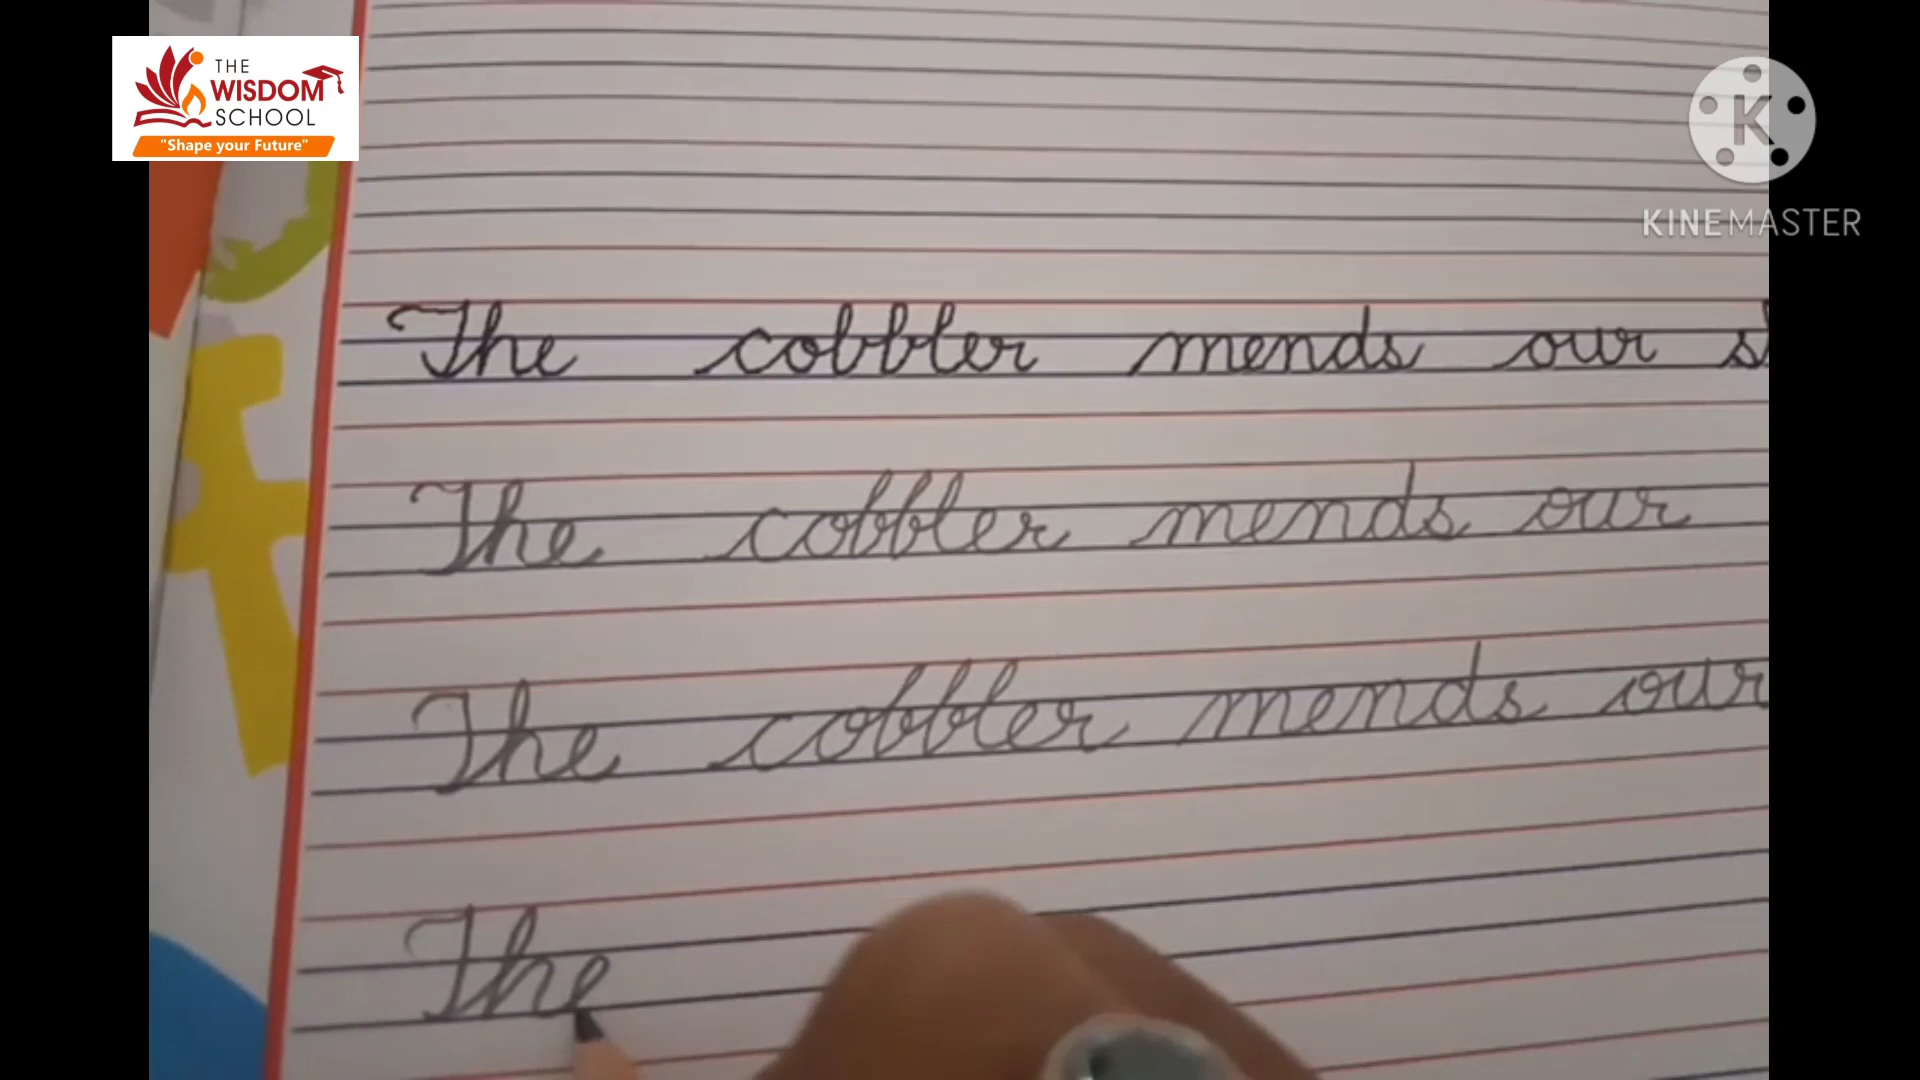 THE
WISDOM
SCHOOL
"Shape your Future"
K
KINEMASTER
The cobbler mends our
The cobbler mends our
The cobbler mends our
The